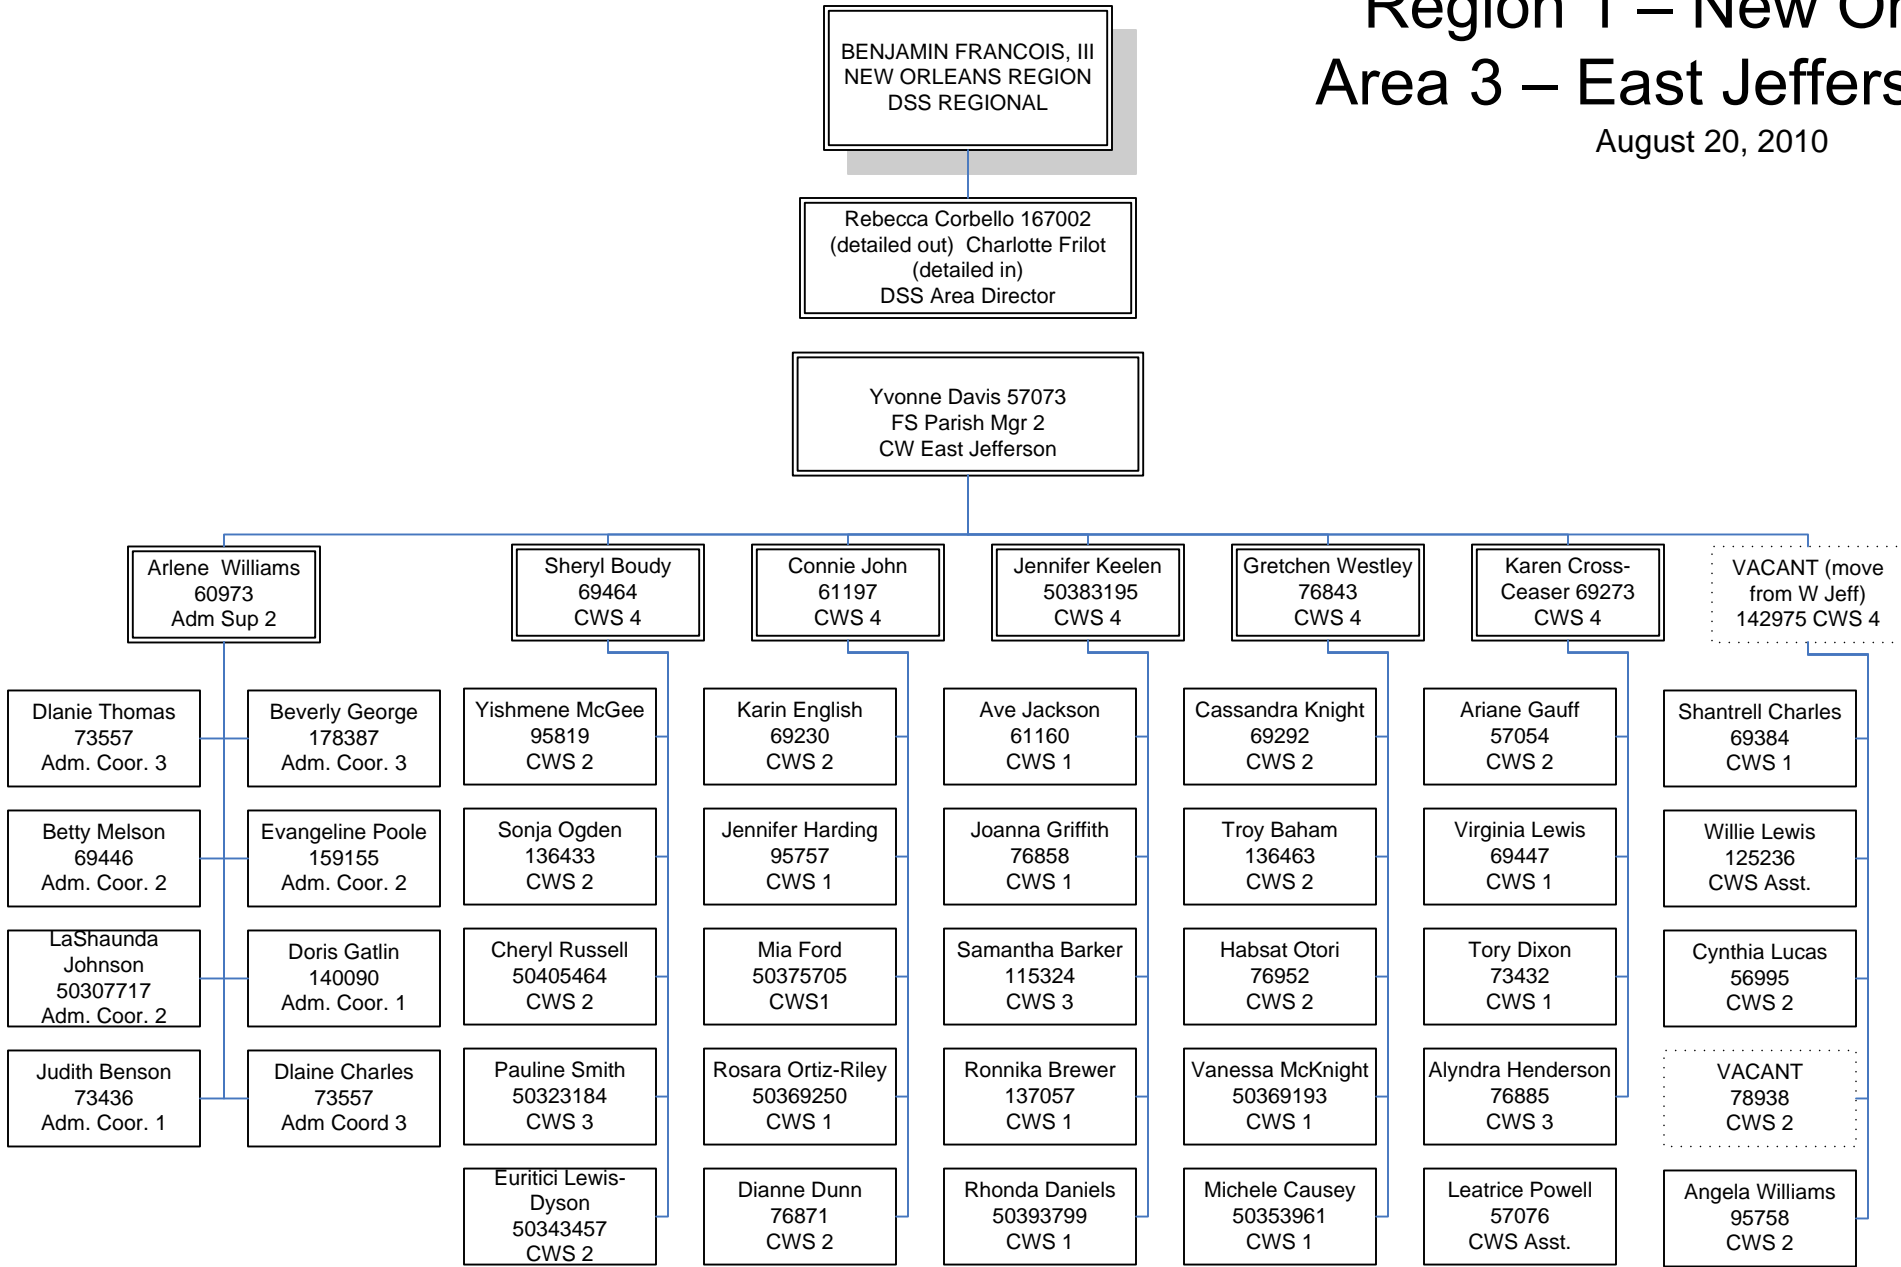 Region 1 – New Or
Area 3 – East Jeffers
August 20, 2010
BENJAMIN FRANCOIS, III
NEW ORLEANS REGION
DSS REGIONAL
Rebecca Corbello 167002
(detailed out)  Charlotte Frilot
(detailed in)
DSS Area Director
Yvonne Davis 57073
FS Parish Mgr 2
CW East Jefferson
Arlene  Williams
60973
Adm Sup 2
Dlanie Thomas
73557
Adm. Coor. 3
Beverly George
178387
Adm. Coor. 3
Betty Melson
69446
Adm. Coor. 2
Evangeline Poole
159155
Adm. Coor. 2
LaShaunda
Johnson
50307717
Adm. Coor. 2
Doris Gatlin
140090
Adm. Coor. 1
Judith Benson
73436
Adm. Coor. 1
Dlaine Charles
73557
Adm Coord 3
Sheryl Boudy
69464
CWS 4
Yishmene McGee
95819
CWS 2
Sonja Ogden
136433
CWS 2
Cheryl Russell
50405464
CWS 2
Pauline Smith
50323184
CWS 3
Euritici Lewis-
Dyson
50343457
CWS 2
Connie John
61197
CWS 4
Karin English
69230
CWS 2
Jennifer Harding
95757
CWS 1
Mia Ford
50375705
CWS1
Rosara Ortiz-Riley
50369250
CWS 1
Dianne Dunn
76871
CWS 2
Jennifer Keelen
50383195
CWS 4
Ave Jackson
61160
CWS 1
Joanna Griffith
76858
CWS 1
Samantha Barker
115324
CWS 3
Ronnika Brewer
137057
CWS 1
Rhonda Daniels
50393799
CWS 1
Gretchen Westley
76843
CWS 4
Cassandra Knight
69292
CWS 2
Troy Baham
136463
CWS 2
Habsat Otori
76952
CWS 2
Vanessa McKnight
50369193
CWS 1
Michele Causey
50353961
CWS 1
Karen Cross-
Ceaser 69273
CWS 4
Ariane Gauff
57054
CWS 2
Virginia Lewis
69447
CWS 1
Tory Dixon
73432
CWS 1
Alyndra Henderson
76885
CWS 3
Leatrice Powell
57076
CWS Asst.
VACANT (move
from W Jeff)
142975 CWS 4
Shantrell Charles
69384
CWS 1
Willie Lewis
125236
CWS Asst.
Cynthia Lucas
56995
CWS 2
VACANT
78938
CWS 2
Angela Williams
95758
CWS 2